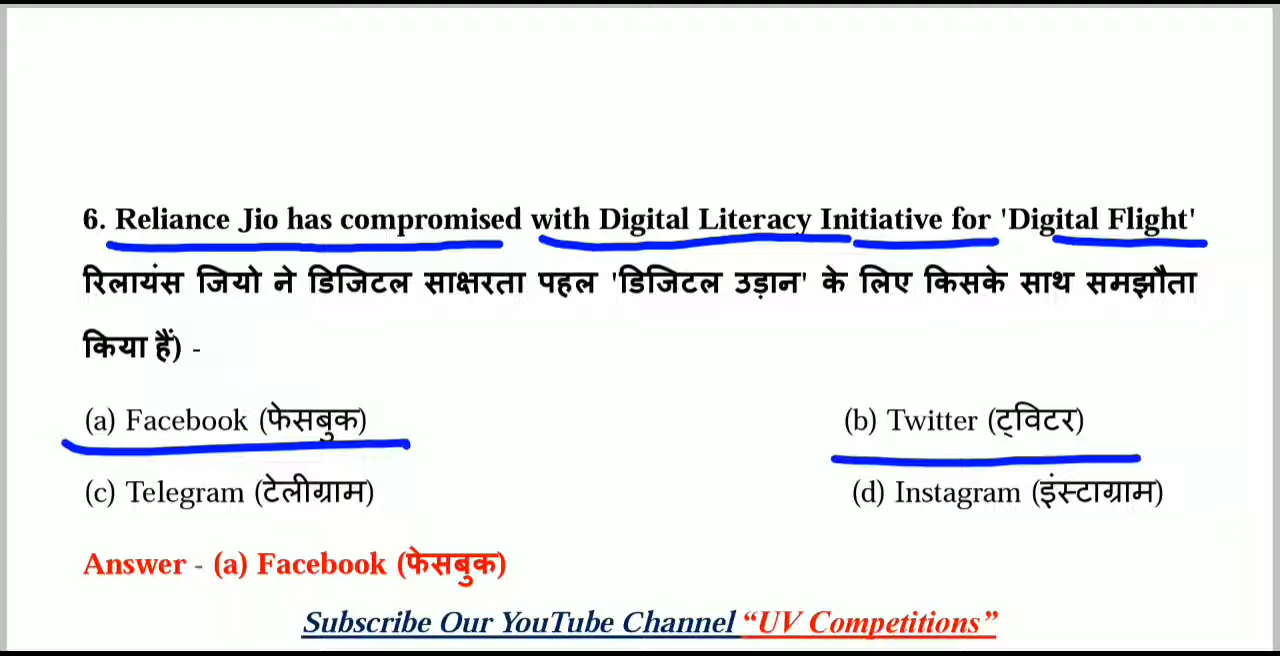 6. Reliance Jio has compromised with Digital Literacy Initiative for 'Digital Flight'
रिलायंस जियो ने डिजिटल साक्षरता पहल 'डिजिटल उड़ान' के लिए किसके साथ समझौता
किया हैं) -
(a) Facebook (फेसबुक) (b) Twitter (ट्विटर)
(c) Telegram (टेलीग्राम) (d) Instagram (इंस्टाग्राम)
Answer - (a) Facebook (फेसबुक)
Subscribe Our YouTube Channel “UV Competitions”